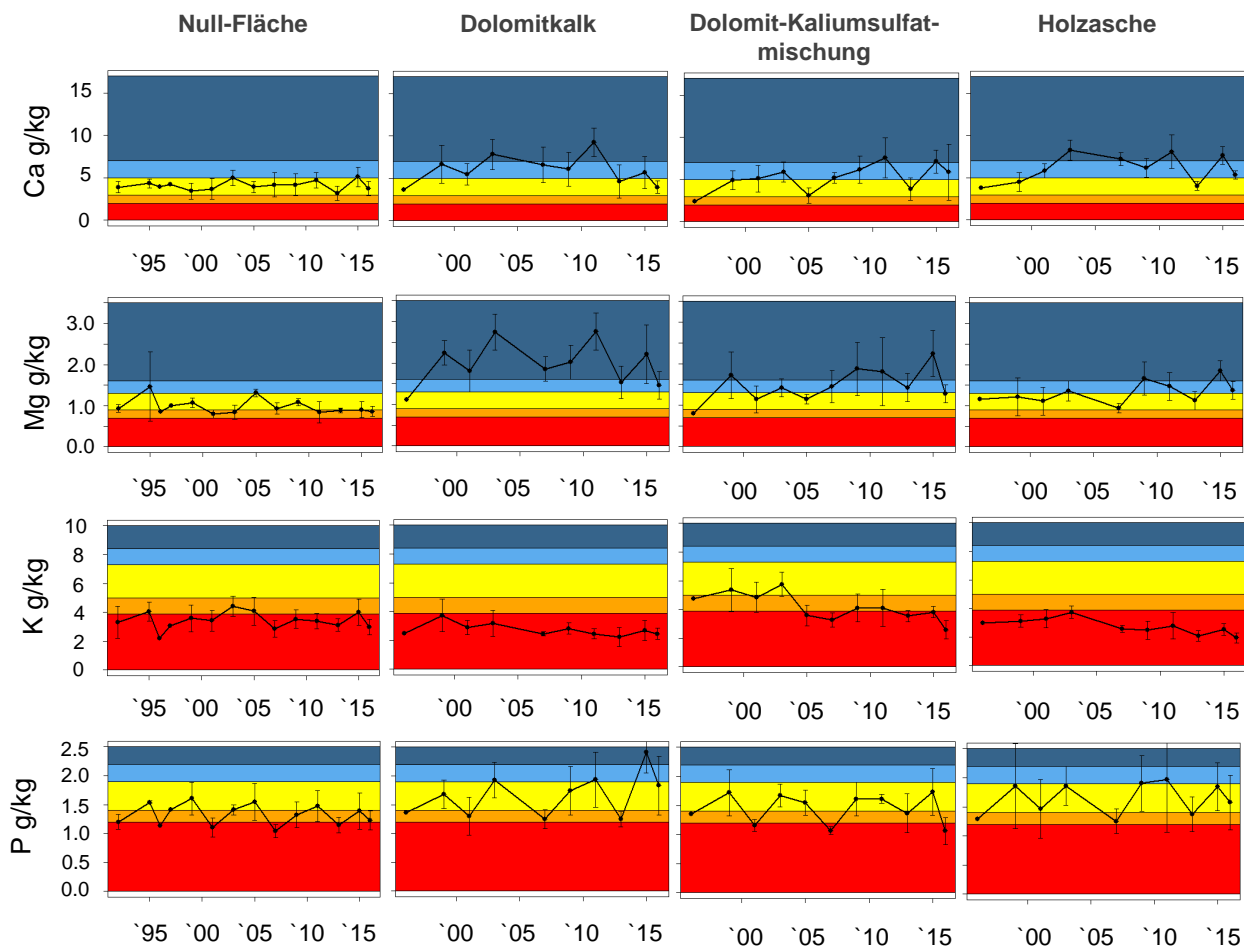 Null-Fläche
Dolomitkalk
Dolomit-Kaliumsulfat-
mischung
Holzasche
Ca g/kg
15
10
5
0
`95 `00 `05 `10 `15
`00 `05 `10 `15
`00 `05 `10 `15
`00 `05 `10 `15
Mg g/kg
3.0
2.0
1.0
0.0
`95 `00 `05 `10 `15
`00 `05 `10 `15
`00 `05 `10 `15
`00 `05 `10 `15
K g/kg
10
8
6
4
2
0
`95 `00 `05 `10 `15
`00 `05 `10 `15
`00 `05 `10 `15
`00 `05 `10 `15
P g/kg
2.5
2.0
1.5
1.0
0.5
0.0
`95 `00 `05 `10 `15
`00 `05 `10 `15
`00 `05 `10 `15
`00 `05 `10 `15